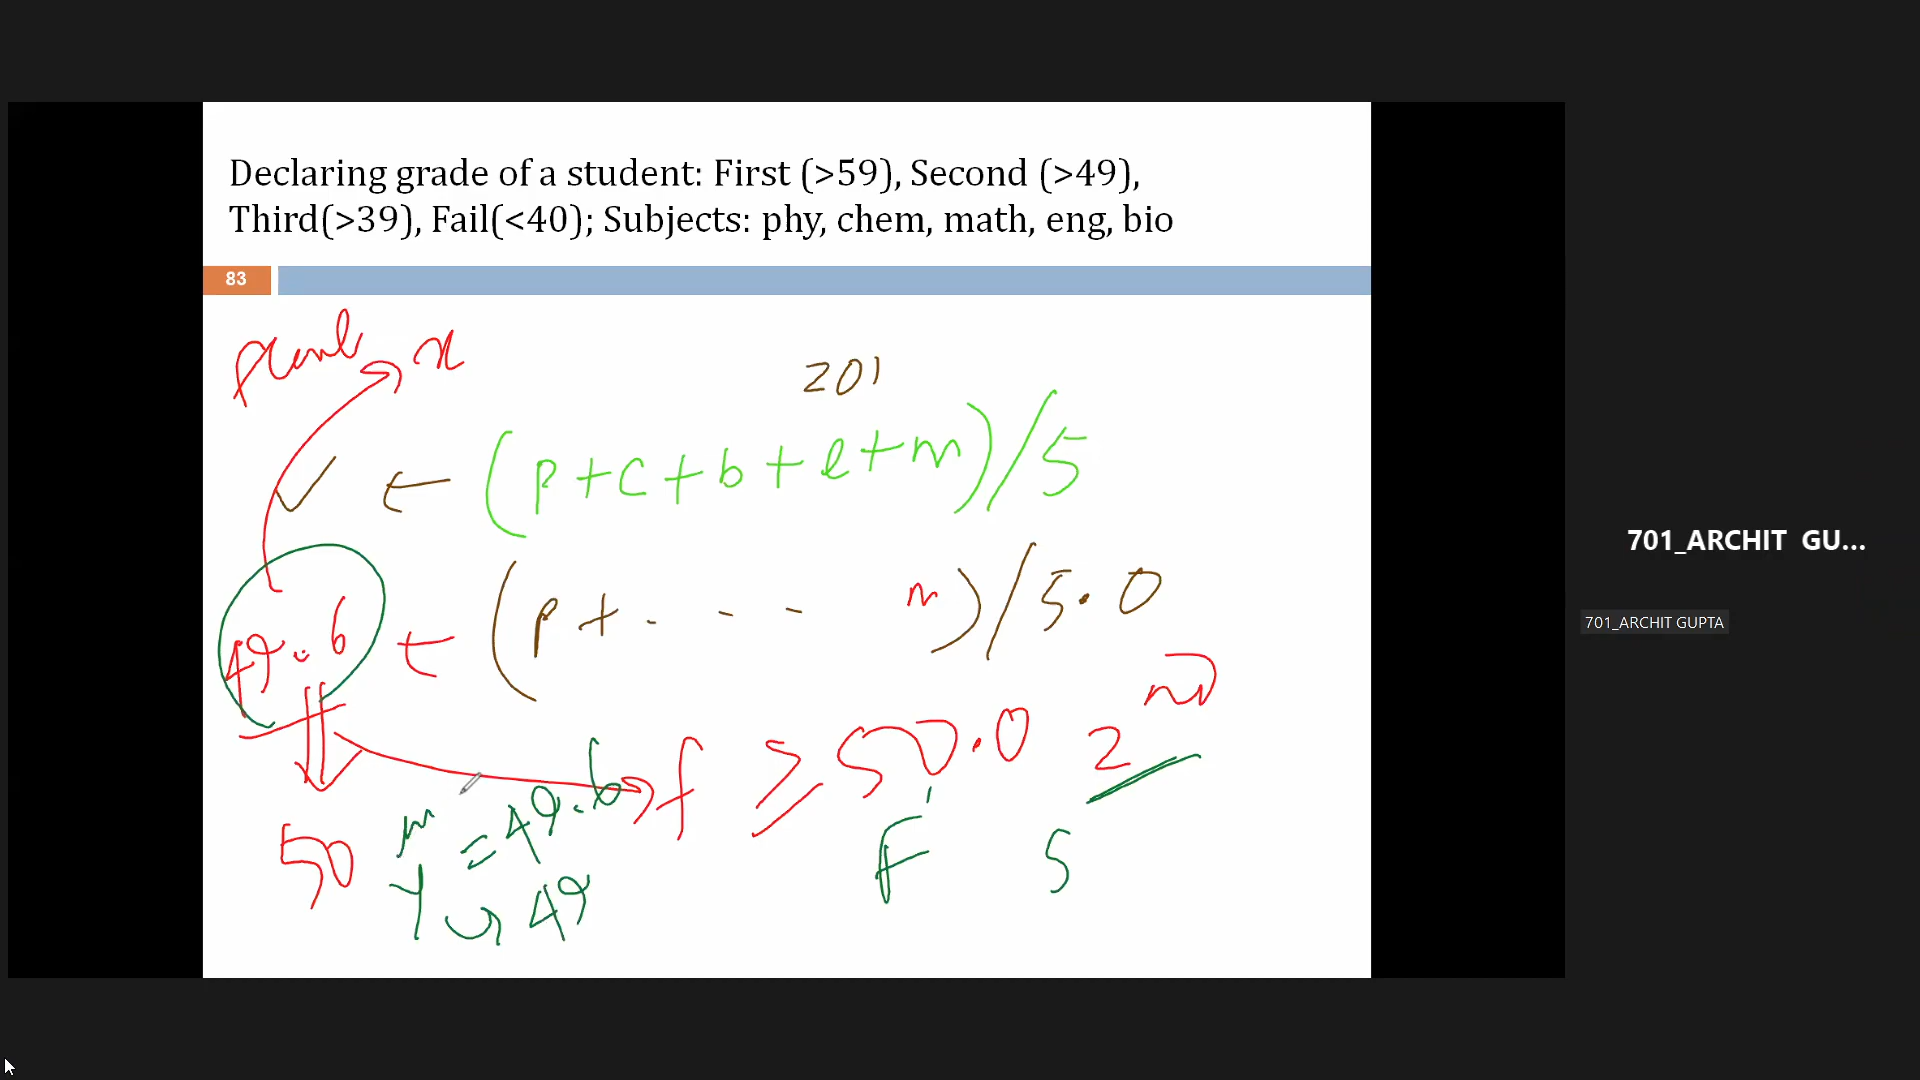 Declaring grade of a student: First (>59), Second (>49),
Third(>39), Fail(<40); Subjects: phy, chem, math, eng, bio
83
x
201
← (p+c+b+e+m)/5
701_ARCHIT GU...
49.6 ← (p+. - - m)/5.0
701_ARCHIT GUPTA
f ≥ 50.0 2nd
50
= 49.6
F S
Y 49